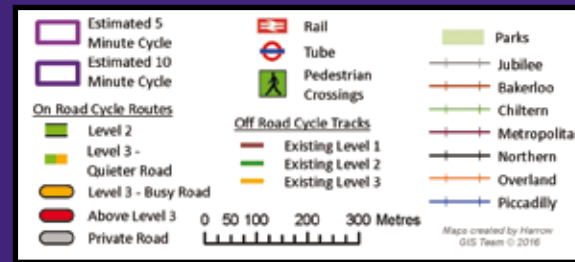 Estimated 5
Minute Cycle
Estimated 10
Minute Cycle
On Road Cycle Routes
Level 2
Level 3 -
Quieter Road
Level 3 - Busy Road
Above Level 3
Private Road
Rail
Tube
Pedestrian
Crossings
Off Road Cycle Tracks
Existing Level 1
Existing Level 2
Existing Level 3
0 50 100 200 300 Metres
Parks
Jubilee
Bakerloo
Chiltern
Metropolita
Northern
Overland
Piccadilly
Maps created by Harrow
GIS Team © 2016